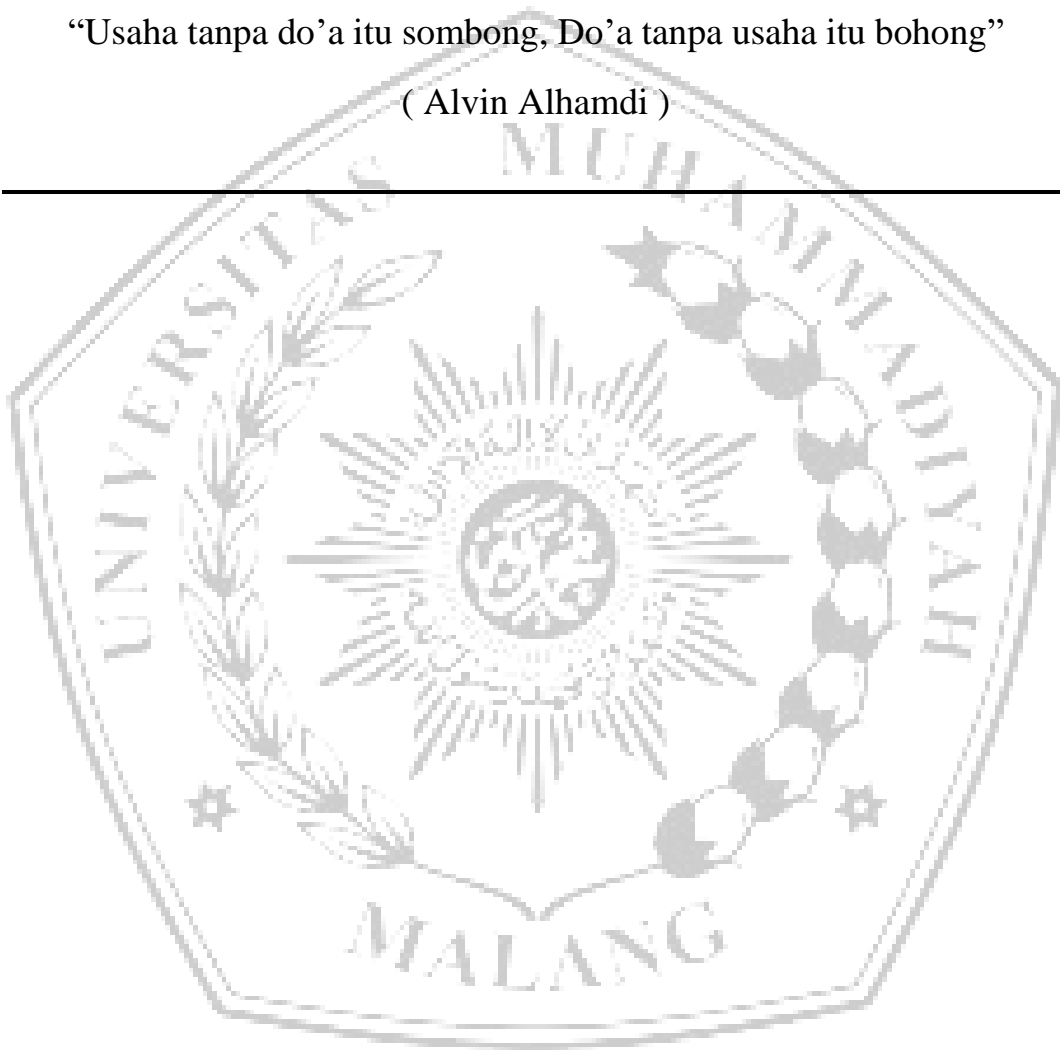 “Usaha tanpa do’a itu sombong, Do’a tanpa usaha itu bohong”
( Alvin Alhamdi )
UNIVERSITAS MUHAMMADIYAH
MALANG